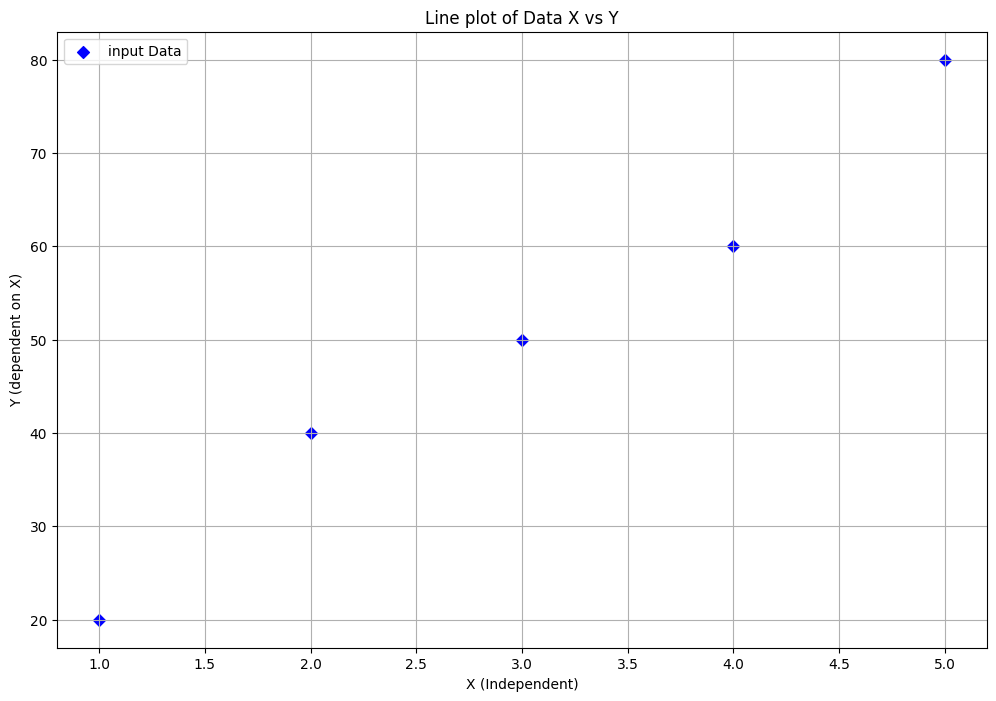 Line plot of Data X vs Y
input Data
80
70
60
50
40
30
20
Y (dependent on X)
1.0 1.5 2.0 2.5 3.0 3.5 4.0 4.5 5.0
X (Independent)